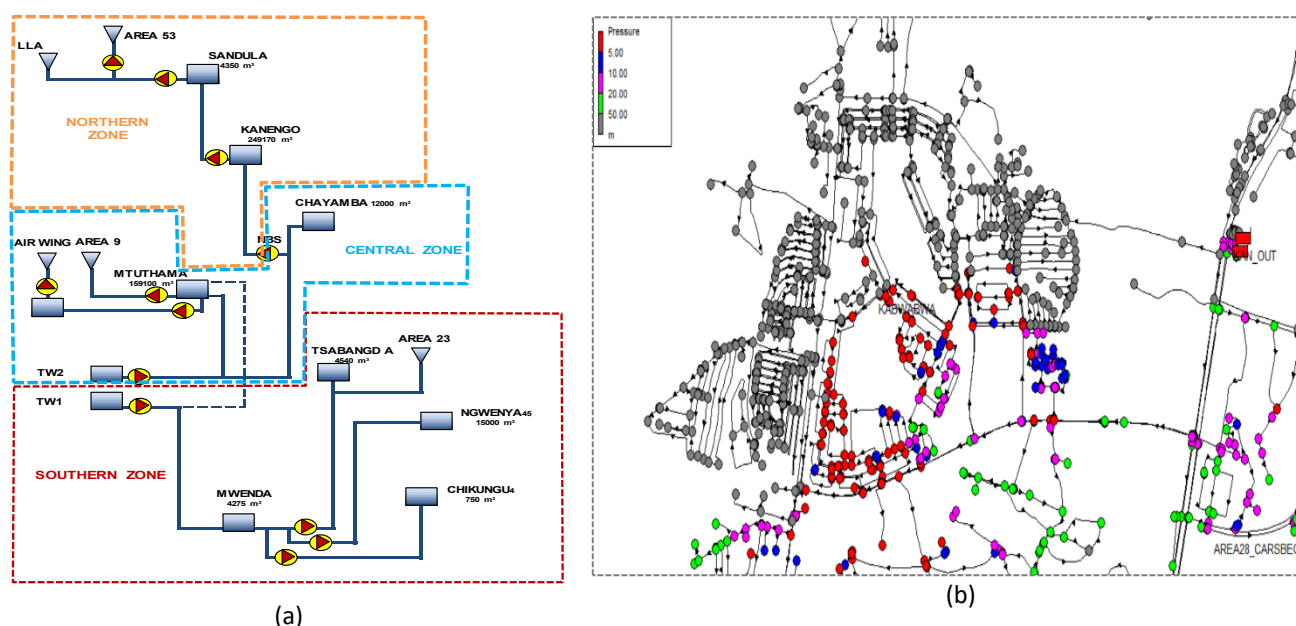 AREA 53
LLA
SANDULA
4350 m³
NORTHERN
ZONE
KANENGO
249170 m³
CHAYAMBA 12000 m³
NBS
CENTRAL ZONE
AIR WING
AREA 9
MTUTHAMA
159100 m³
TSABANGD A
4540 m³
AREA 23
TW2
TW1
NGWENYA45
15000 m³
SOUTHERN ZONE
MWENDA
4275 m³
CHIKUNGU4
750 m³
(a)
Pressure
5.00
10.00
20.00
50.00
m
KABWABWA
AN_OUT
AREA28_CARSBEC
(b)